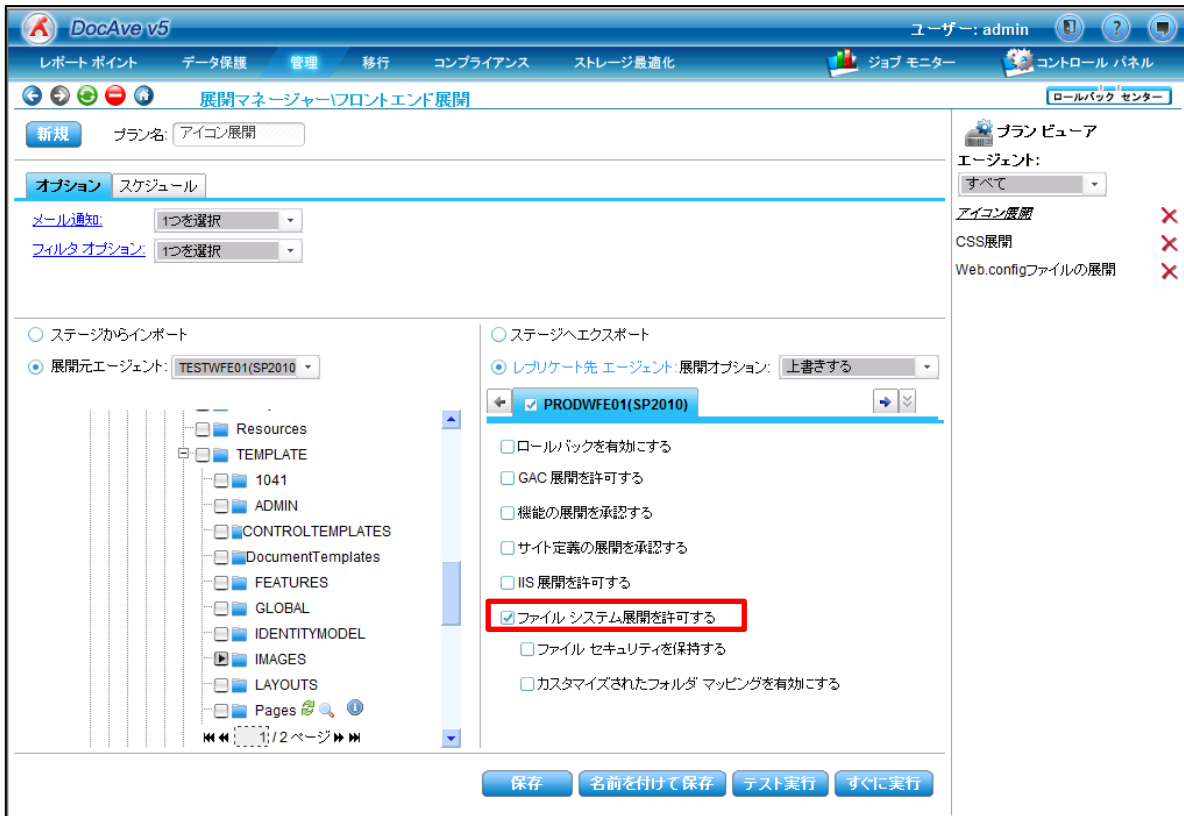 DocAve v5
ユーザー: admin
レポート ポイント データ保護 管理 移行 コンプライアンス ストレージ最適化 ジョブ モニター コントロール パネル
展開マネージャー\フロントエンド展開
ロールバック センター
新規 プラン名: アイコン展開
オプション スケジュール
メール通知: 1つを選択
フィルタ オプション: 1つを選択
ステージからインポート
展開元エージェント: TESTWFE01(SP2010
Resources
TEMPLATE
1041
ADMIN
CONTROLTEMPLATES
DocumentTemplates
FEATURES
GLOBAL
IDENTITYMODEL
IMAGES
LAYOUTS
Pages
1 / 2 ページ
ステージへエクスポート
レプリケート先 エージェント:展開オプション: 上書きする
PRODWFE01(SP2010)
ロールバックを有効にする
GAC 展開を許可する
機能の展開を承認する
サイト定義の展開を承認する
IIS 展開を許可する
ファイル システム展開を許可する
ファイル セキュリティを保持する
カスタマイズされたフォルダ マッピングを有効にする
保存 名前を付けて保存 テスト実行 すぐに実行
プラン ビューア
エージェント:
すべて
アイコン展開
CSS展開
Web.configファイルの展開